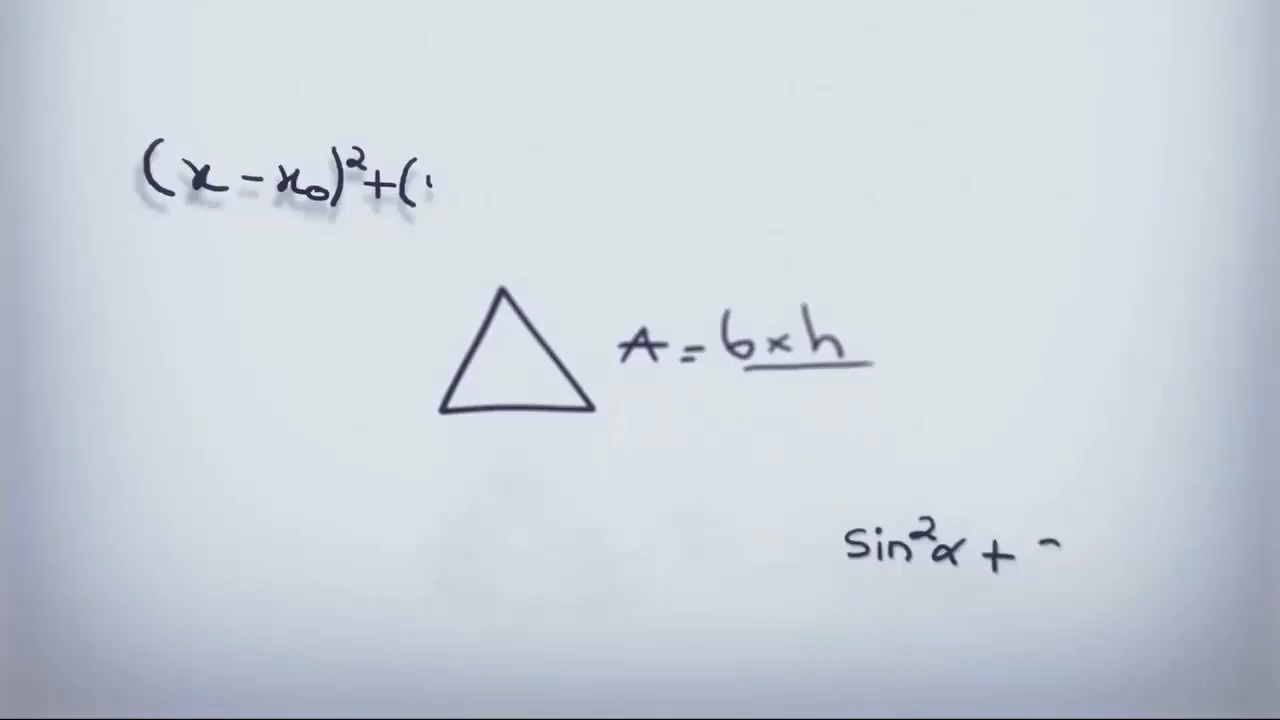 (x - x₀)² + (
A = b × h
sin²α +